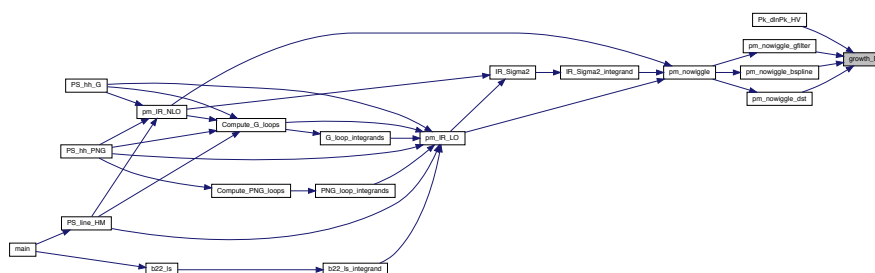 Pk_dlnPk_HV
pm_nowiggle_gfilter
growth_
PS_hh_G
IR_Sigma2
IR_Sigma2_integrand
pm_nowiggle
pm_nowiggle_bspline
pm_nowiggle_dst
pm_IR_NLO
Compute_G_loops
G_loop_integrands
pm_IR_LO
PS_hh_PNG
Compute_PNG_loops
PNG_loop_integrands
PS_line_HM
main
b22_ls
b22_ls_integrand